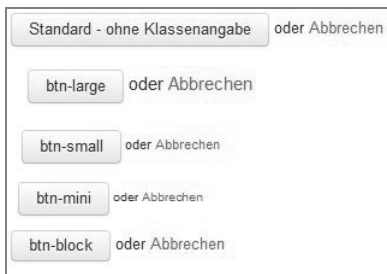 Standard - ohne Klassenangabe oder Abbrechen
btn-large oder Abbrechen
btn-small oder Abbrechen
btn-mini oder Abbrechen
btn-block oder Abbrechen